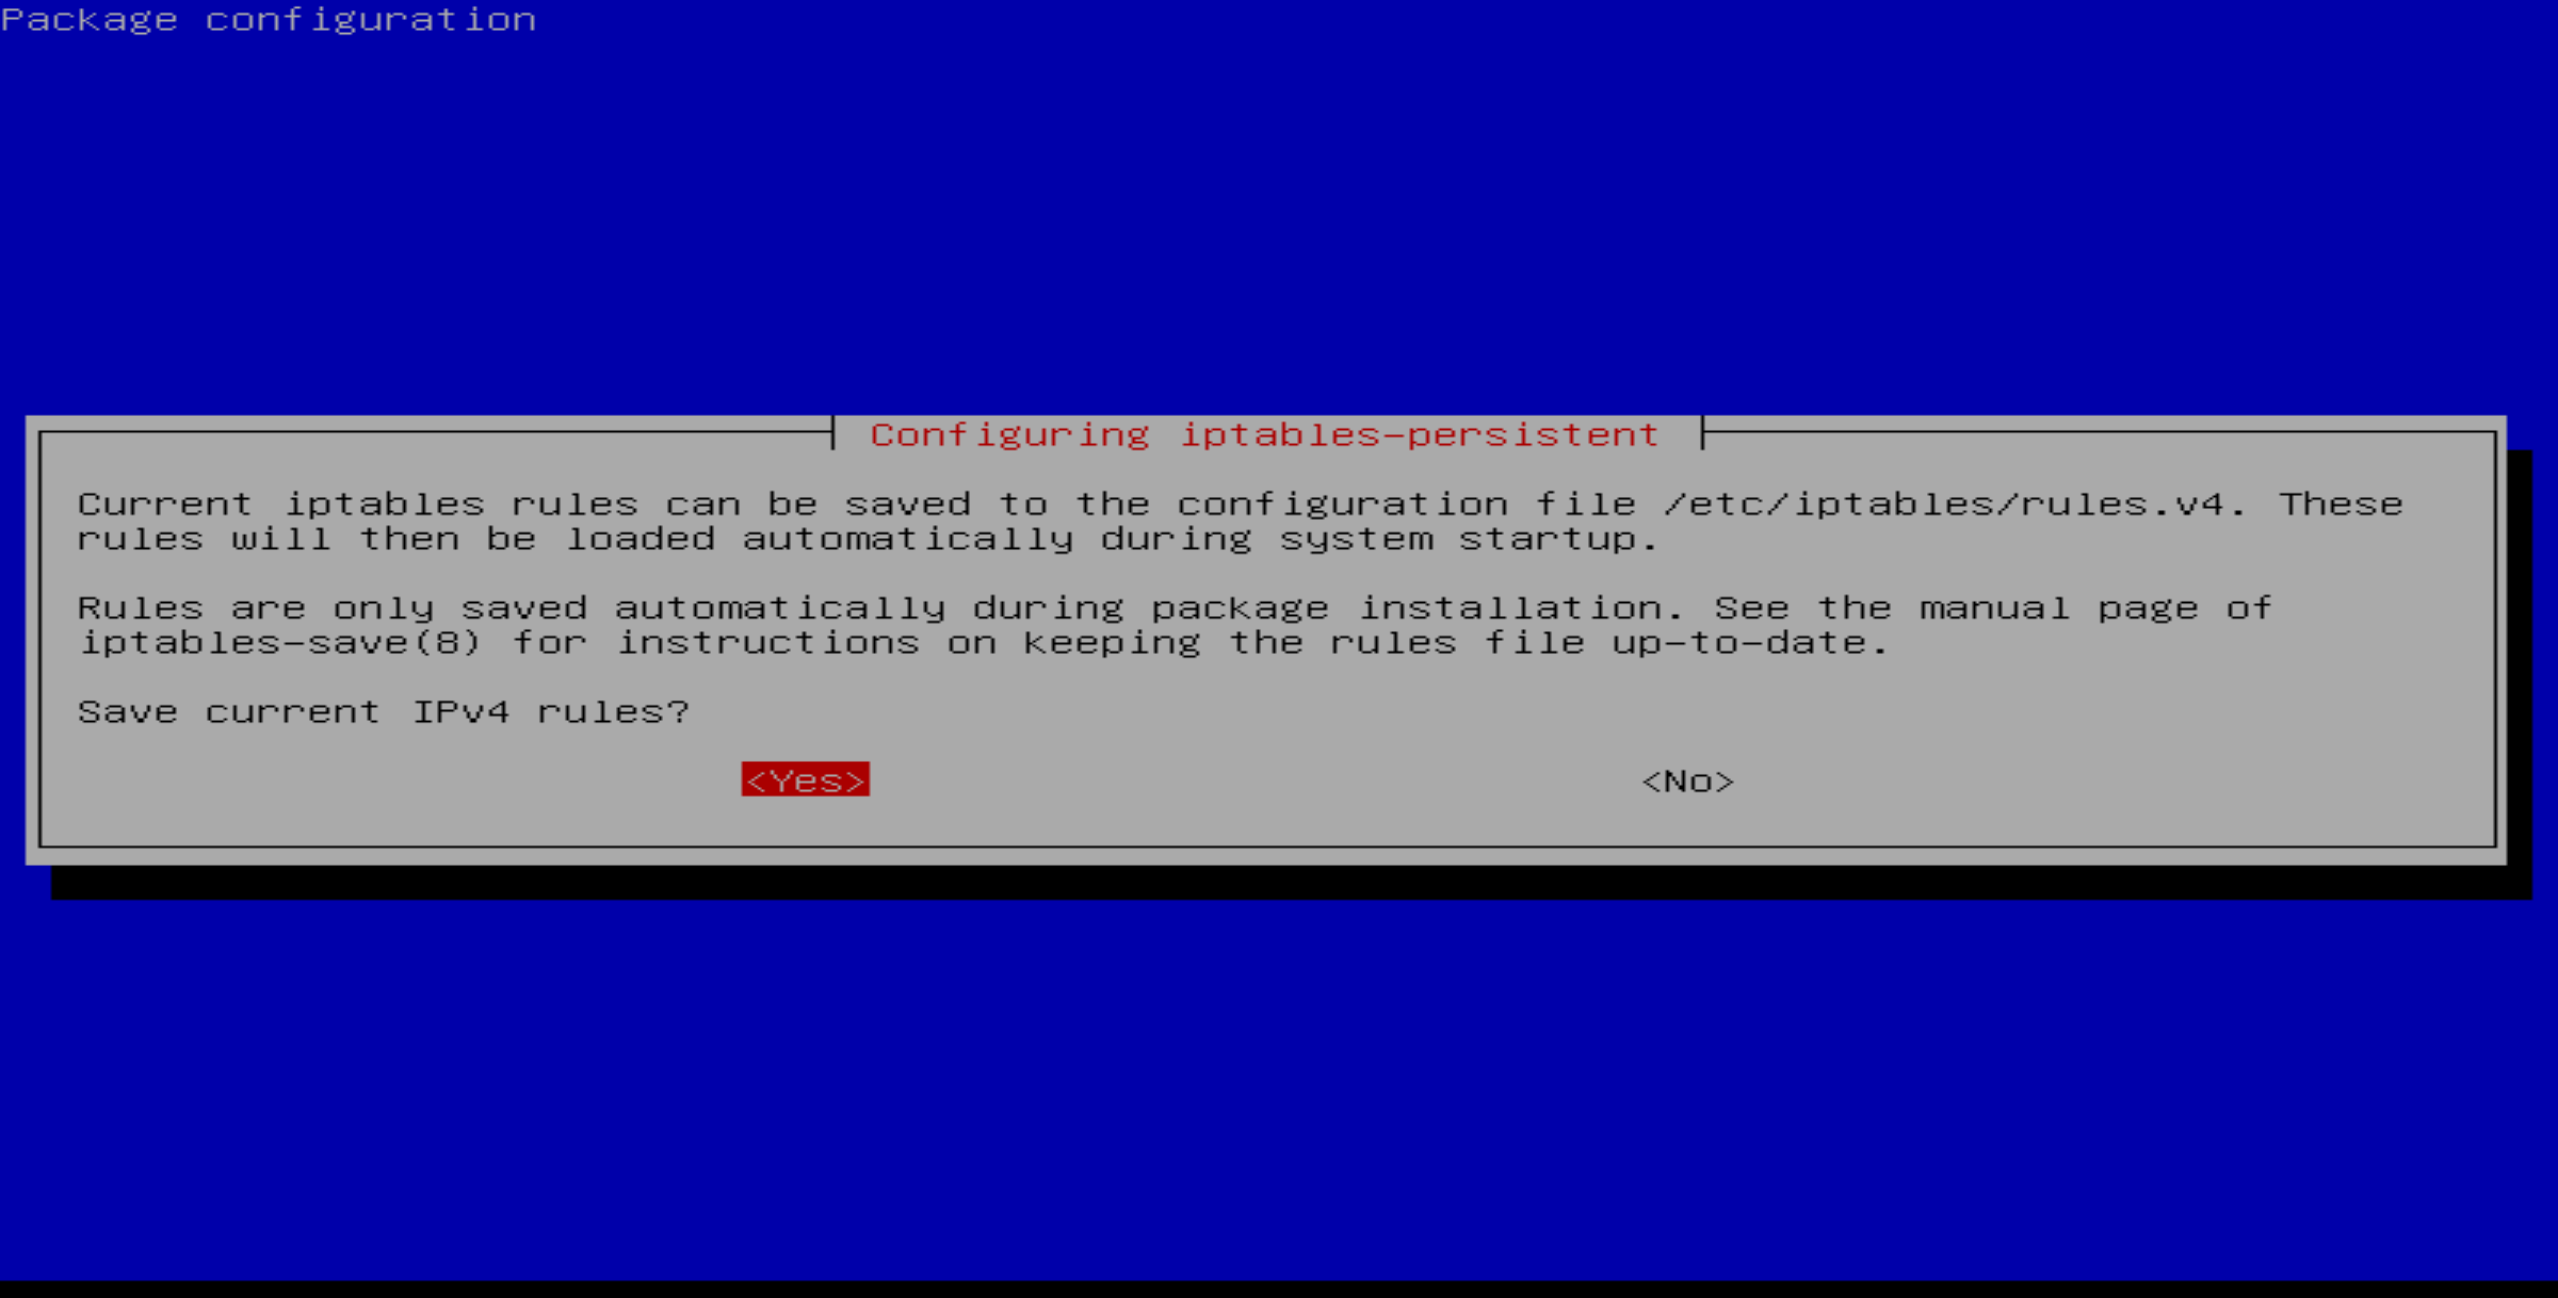 Package configuration
Configuring iptables-persistent
Current iptables rules can be saved to the configuration file /etc/iptables/rules.v4. These
rules will then be loaded automatically during system startup.
Rules are only saved automatically during package installation. See the manual page of
iptables-save(8) for instructions on keeping the rules file up-to-date.
Save current IPv4 rules?
<Yes> <No>